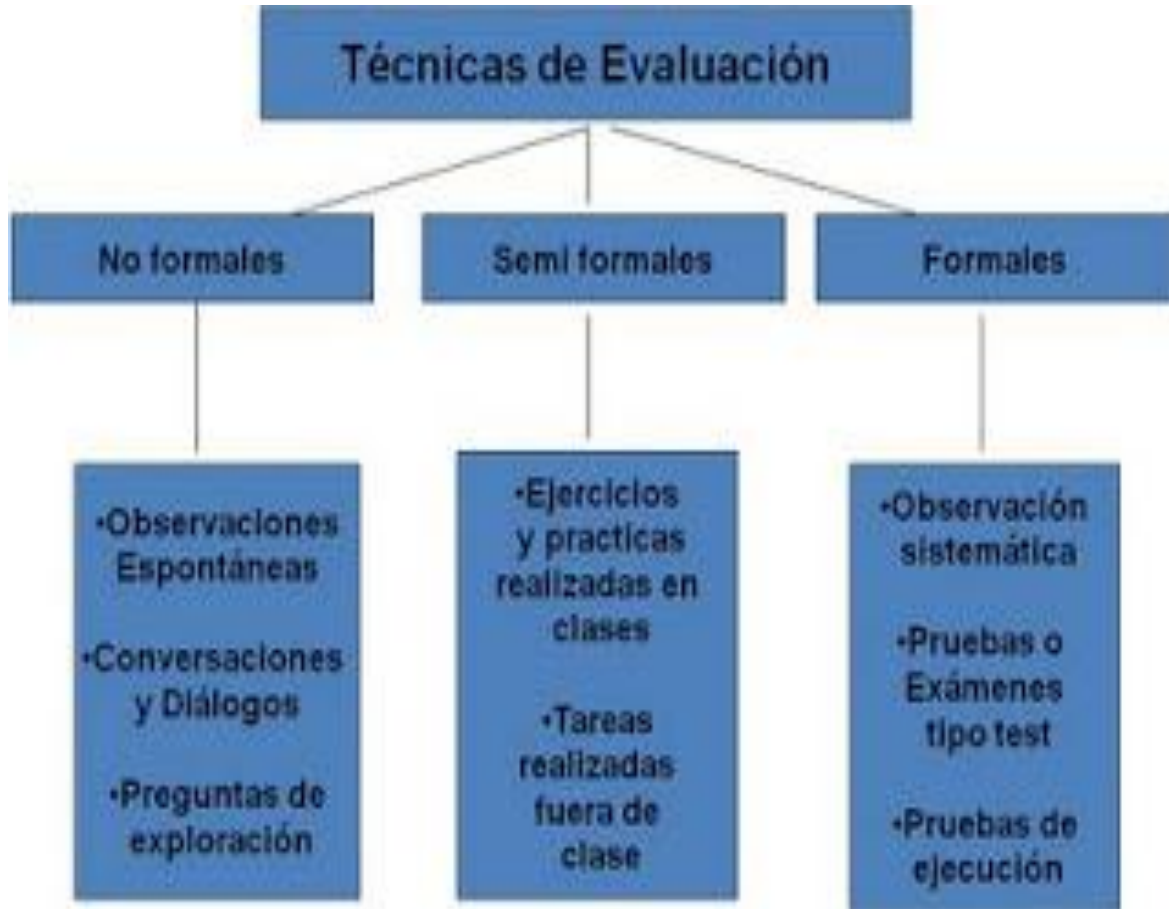 Técnicas de Evaluación
No formales
Semi formales
Formales
•Observaciones
Espontáneas
•Conversaciones
y Diálogos
•Preguntas de
exploración
•Ejercicios
y practicas
realizadas en
clases
•Tareas
realizadas
fuera de
clase
•Observación
sistemática
•Pruebas o
Exámenes
tipo test
•Pruebas de
ejecución